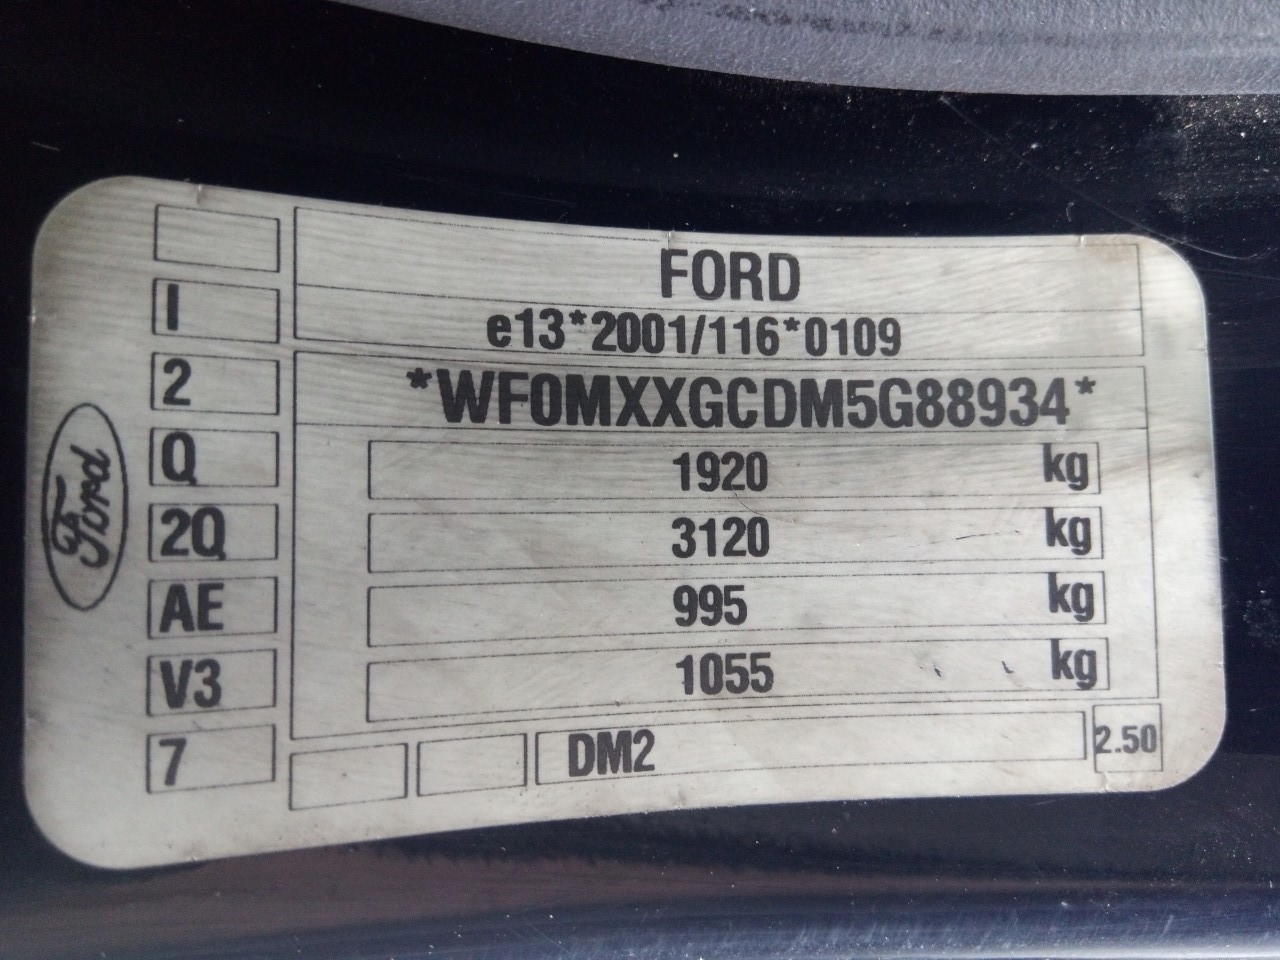 FORD
e13*2001/116*0109
*WF0MXXGCDM5G88934*
1920 kg
3120 kg
995 kg
1055 kg
DM2 2.50
I
2
Q
2Q
AE
V3
7
Ford